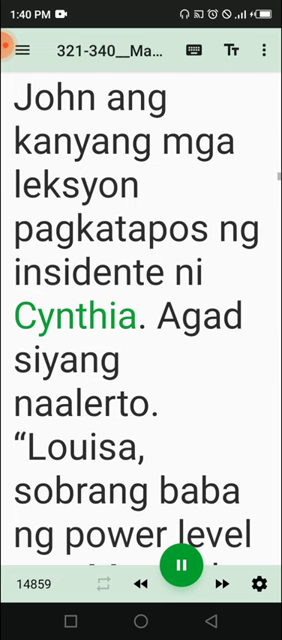 1:40 PM
321-340__Ma...
John ang
kanyang mga
leksyon
pagkatapos ng
insidente ni
Cynthia. Agad
siyang
naalerto.
“Louisa,
sobrang baba
ng power level
14859